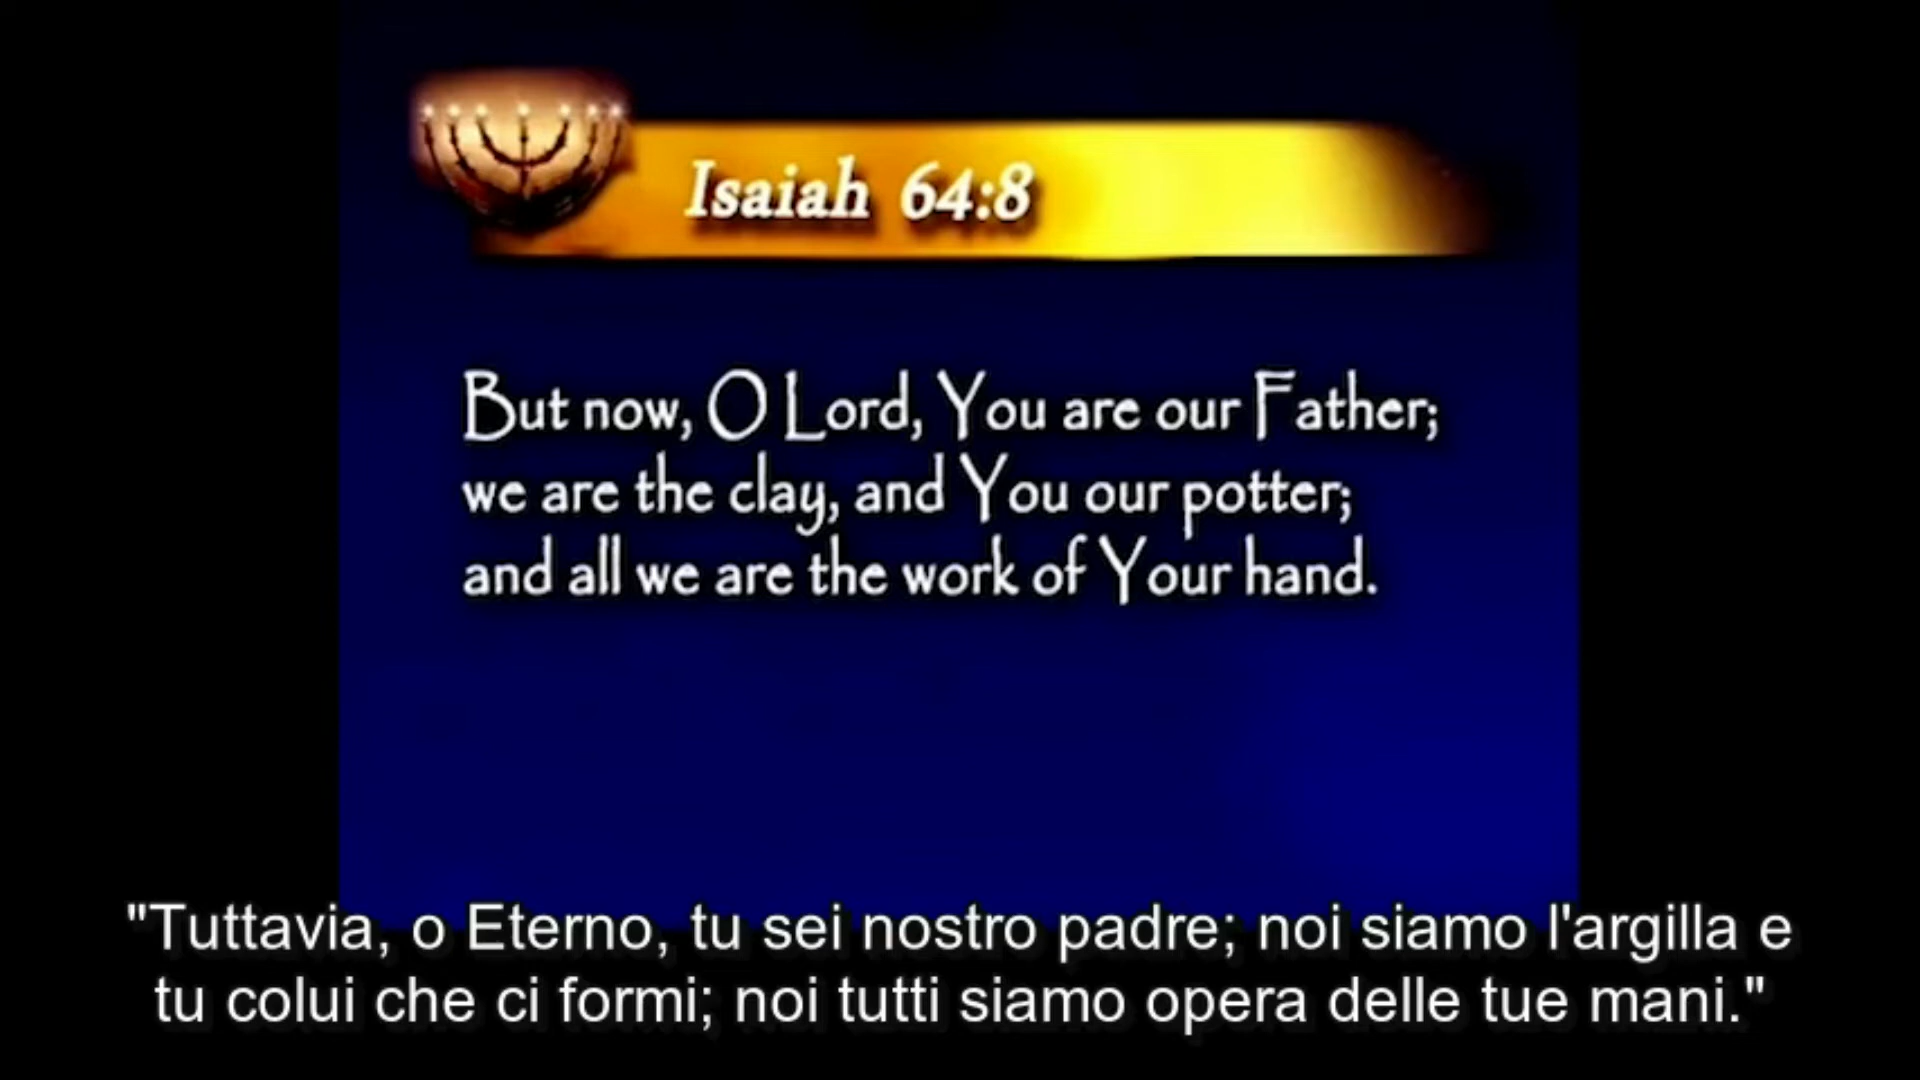 Isaiah 64:8
But now, O Lord, You are our Father;
we are the clay, and You our potter;
and all we are the work of Your hand.
"Tuttavia, o Eterno, tu sei nostro padre; noi siamo l'argilla e
tu colui che ci formi; noi tutti siamo opera delle tue mani."